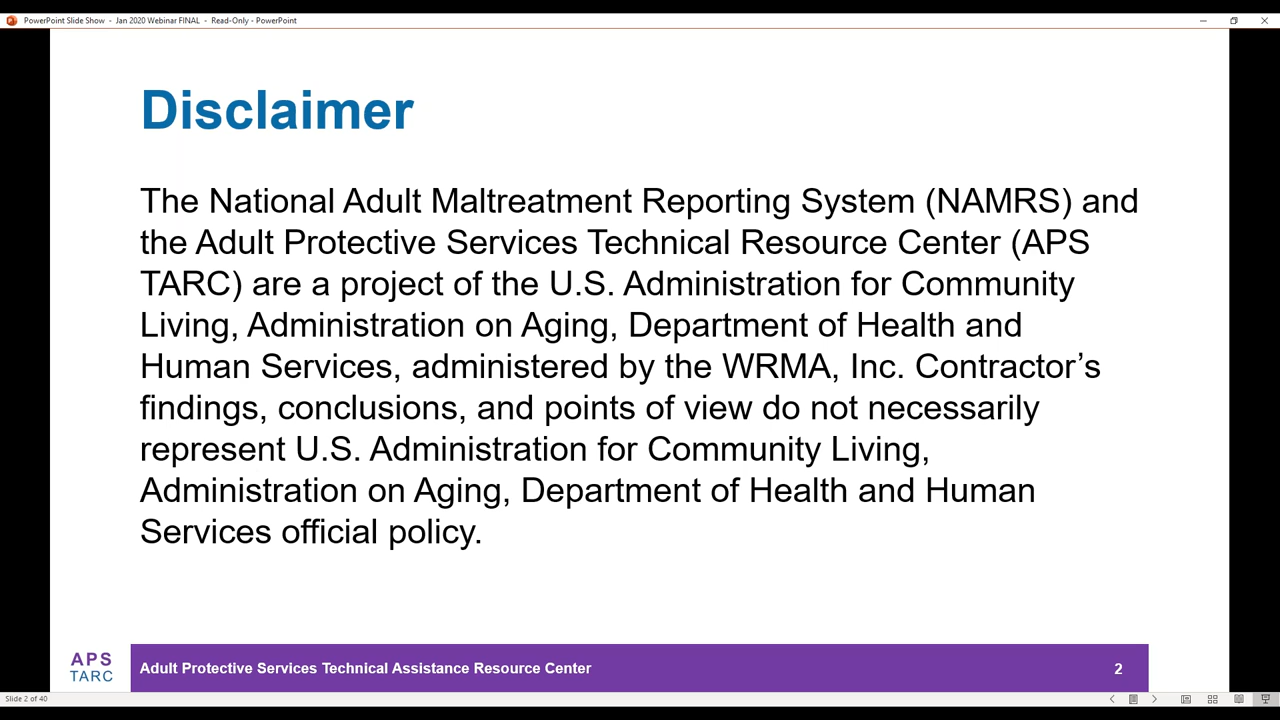 PowerPoint Slide Show - Jan 2020 Webinar FINAL - Read-Only - PowerPoint
Disclaimer
The National Adult Maltreatment Reporting System (NAMRS) and
the Adult Protective Services Technical Resource Center (APS
TARC) are a project of the U.S. Administration for Community
Living, Administration on Aging, Department of Health and
Human Services, administered by the WRMA, Inc. Contractor’s
findings, conclusions, and points of view do not necessarily
represent U.S. Administration for Community Living,
Administration on Aging, Department of Health and Human
Services official policy.
APS
TARC
Adult Protective Services Technical Assistance Resource Center
2
Slide 2 of 40